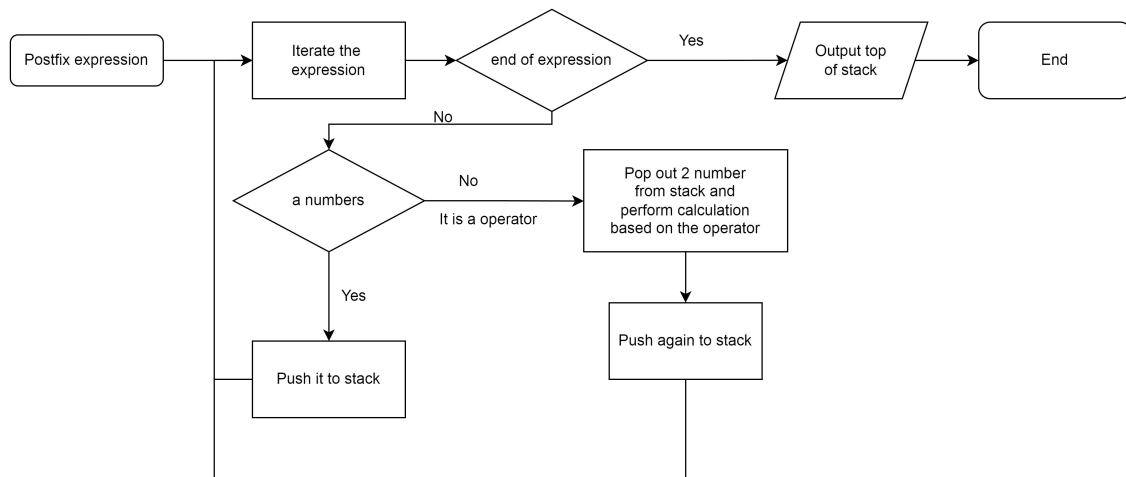 Postfix expression
Iterate the
expression
end of expression
Yes
Output top
of stack
End
No
a numbers
No
It is a operator
Pop out 2 number
from stack and
perform calculation
based on the operator
Yes
Push again to stack
Push it to stack